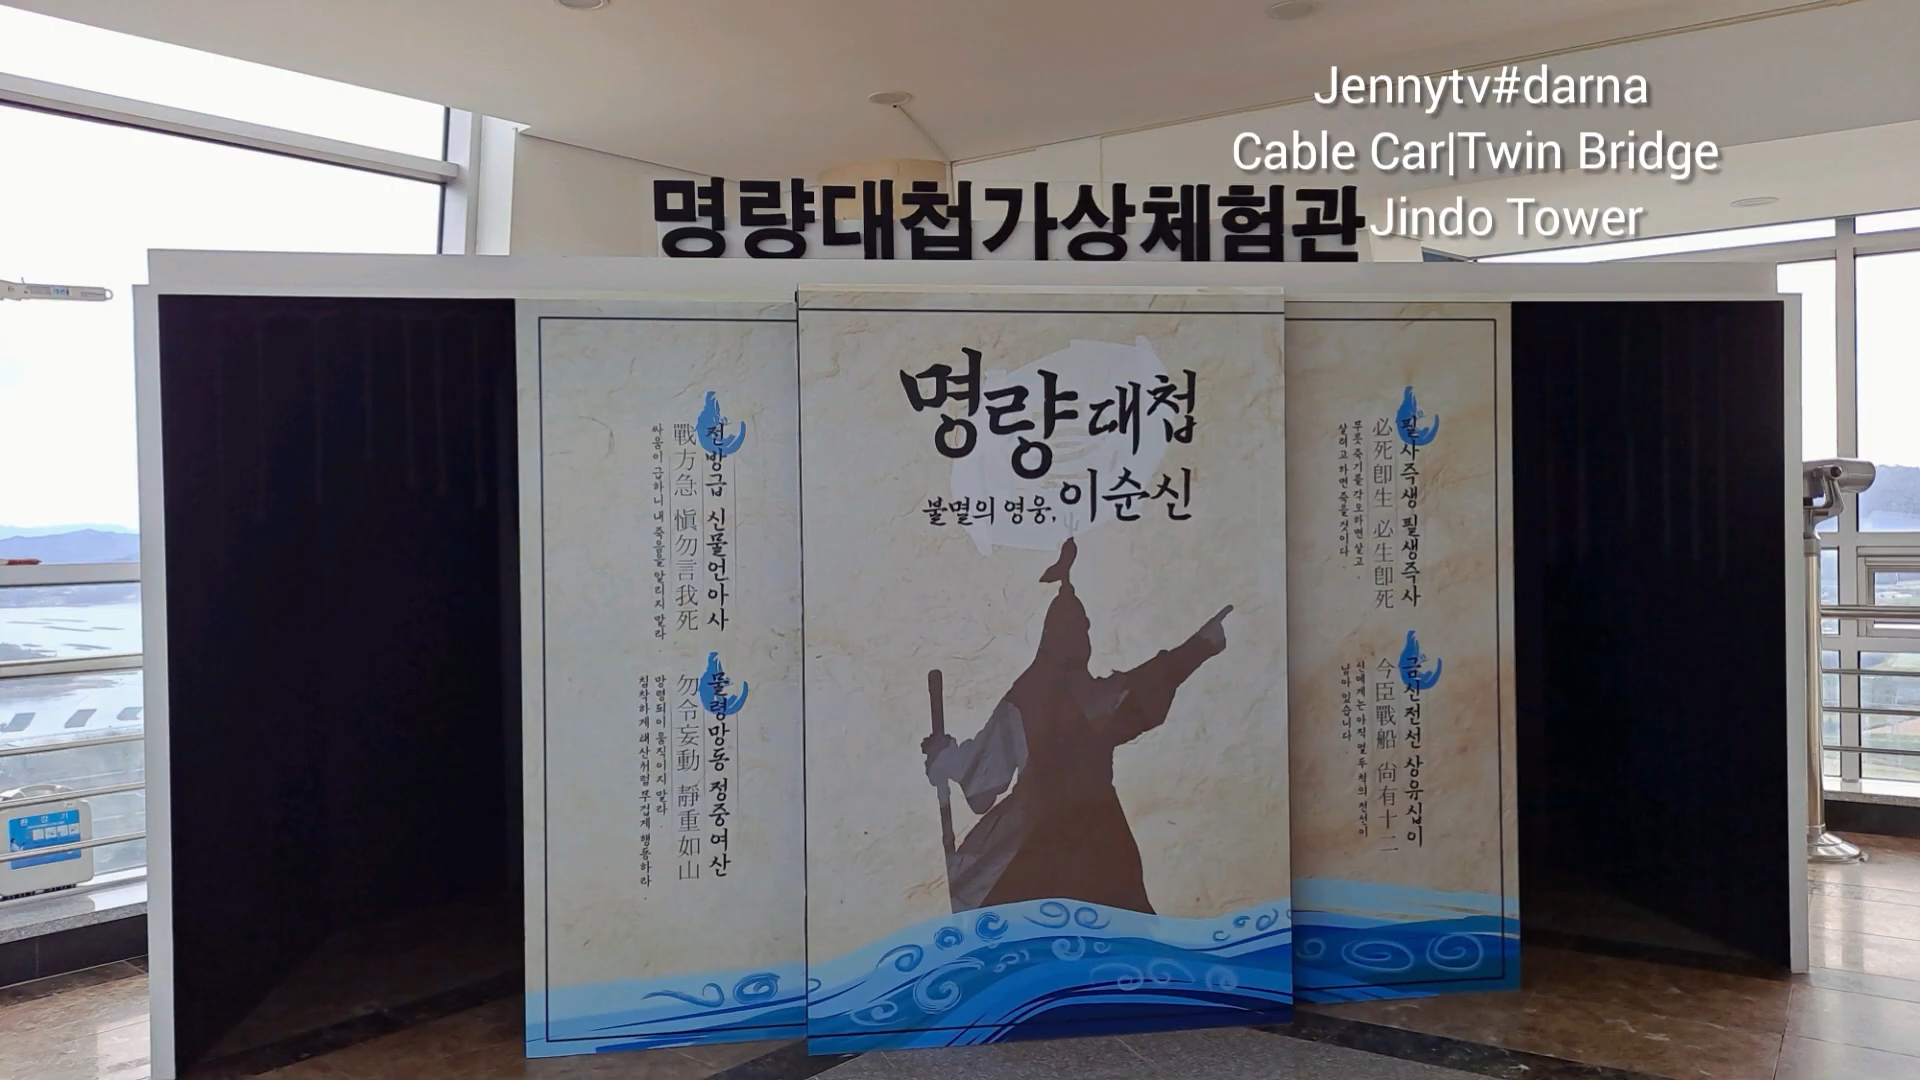 Jennytv#darna
Cable Car|Twin Bridge
Jindo Tower
명량대첩가상체험관
명량대첩
불멸의 영웅, 이순신
전방급 신물언아사
戰方急 愼勿言我死
싸움이 급하니 내 죽음을 알리지 말라.
물령망동 정중여산
勿令妄動 靜重如山
망령되이 움직이지 말라.
침착하게 태산처럼 무겁게 행동하라.
필사즉생 필생즉사
必死卽生 必生卽死
무릇 죽기를 각오하면 살고,
살려고 하면 죽을 것이다.
금신전선 상유십이
今臣戰船 尙有十二
신에게는 아직 열두 척의 전선이
남아 있습니다.